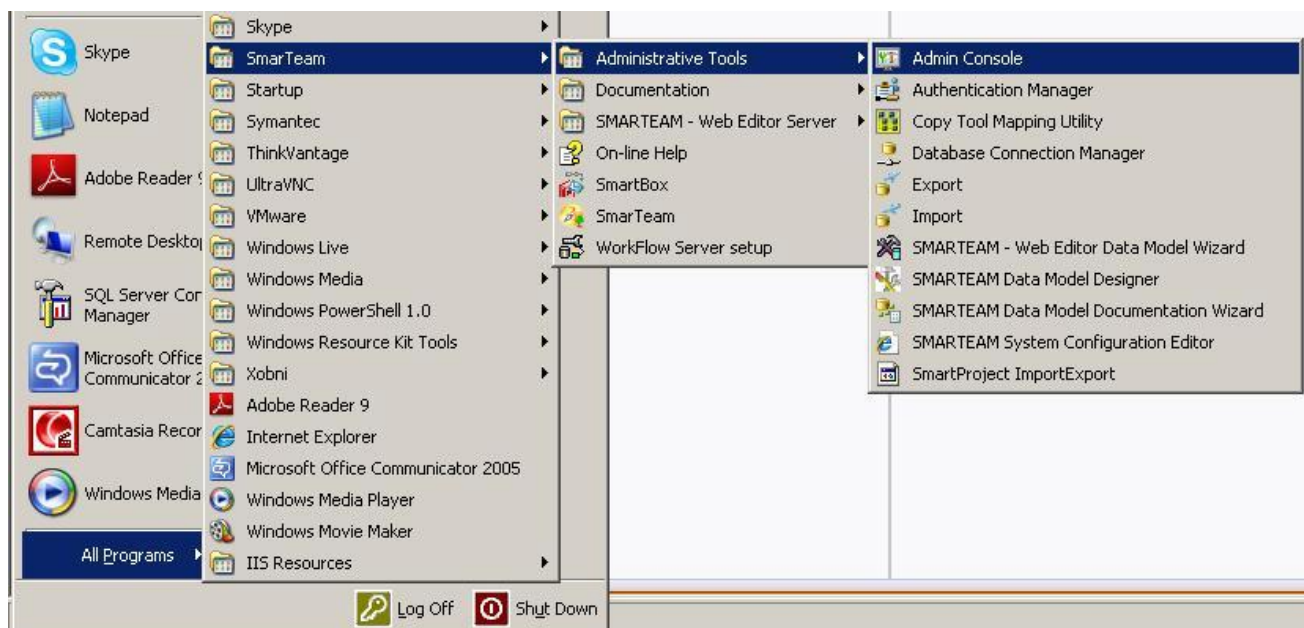 Skype
Notepad
Adobe Reader 9
Remote Desktop
SQL Server Con
Manager
Microsoft Office
Communicator 2
Camtasia Recor
Windows Media
All Programs
Skype
SmarTeam
Startup
Symantec
ThinkVantage
UltraVNC
VMware
Windows Live
Windows Media
Windows PowerShell 1.0
Windows Resource Kit Tools
Xobni
Adobe Reader 9
Internet Explorer
Microsoft Office Communicator 2005
Windows Media Player
Windows Movie Maker
IIS Resources
Administrative Tools
Documentation
SMARTEAM - Web Editor Server
On-line Help
SmartBox
SmarTeam
WorkFlow Server setup
Admin Console
Authentication Manager
Copy Tool Mapping Utility
Database Connection Manager
Export
Import
SMARTEAM - Web Editor Data Model Wizard
SMARTEAM Data Model Designer
SMARTEAM Data Model Documentation Wizard
SMARTEAM System Configuration Editor
SmartProject ImportExport
Log Off
Shut Down